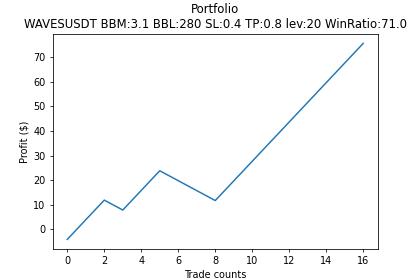 Portfolio
WAVESUSDT BBM:3.1 BBL:280 SL:0.4 TP:0.8 lev:20 WinRatio:71.0
70
60
50
40
30
20
10
0
Profit ($)
0 2 4 6 8 10 12 14 16
Trade counts